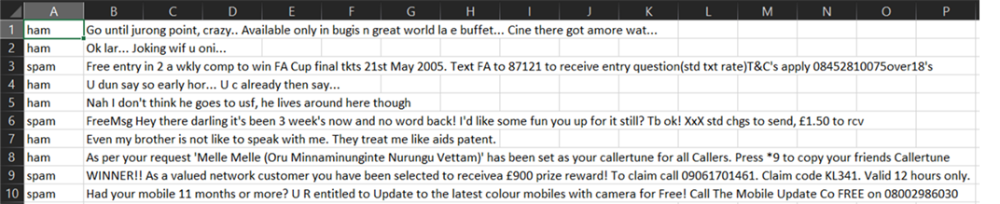 A B C D E F G H I J K L M N O P
1 ham Go until jurong point, crazy.. Available only in bugis n great world la e buffet... Cine there got amore wat...
2 ham Ok lar... Joking wif u oni...
3 spam Free entry in 2 a wkly comp to win FA Cup final tkts 21st May 2005. Text FA to 87121 to receive entry question(std txt rate)T&C's apply 08452810075over18's
4 ham U dun say so early hor... U c already then say...
5 ham Nah I don't think he goes to usf, he lives around here though
6 spam FreeMsg Hey there darling it's been 3 week's now and no word back! I'd like some fun you up for it still? Tb ok! XxX std chgs to send, £1.50 to rcv
7 ham Even my brother is not like to speak with me. They treat me like aids patent.
8 ham As per your request 'Melle Melle (Oru Minnaminunginte Nurungu Vettam)' has been set as your callertune for all Callers. Press *9 to copy your friends Callertune
9 spam WINNER!! As a valued network customer you have been selected to receivea £900 prize reward! To claim call 09061701461. Claim code KL341. Valid 12 hours only.
10 spam Had your mobile 11 months or more? U R entitled to Update to the latest colour mobiles with camera for Free! Call The Mobile Update Co FREE on 08002986030